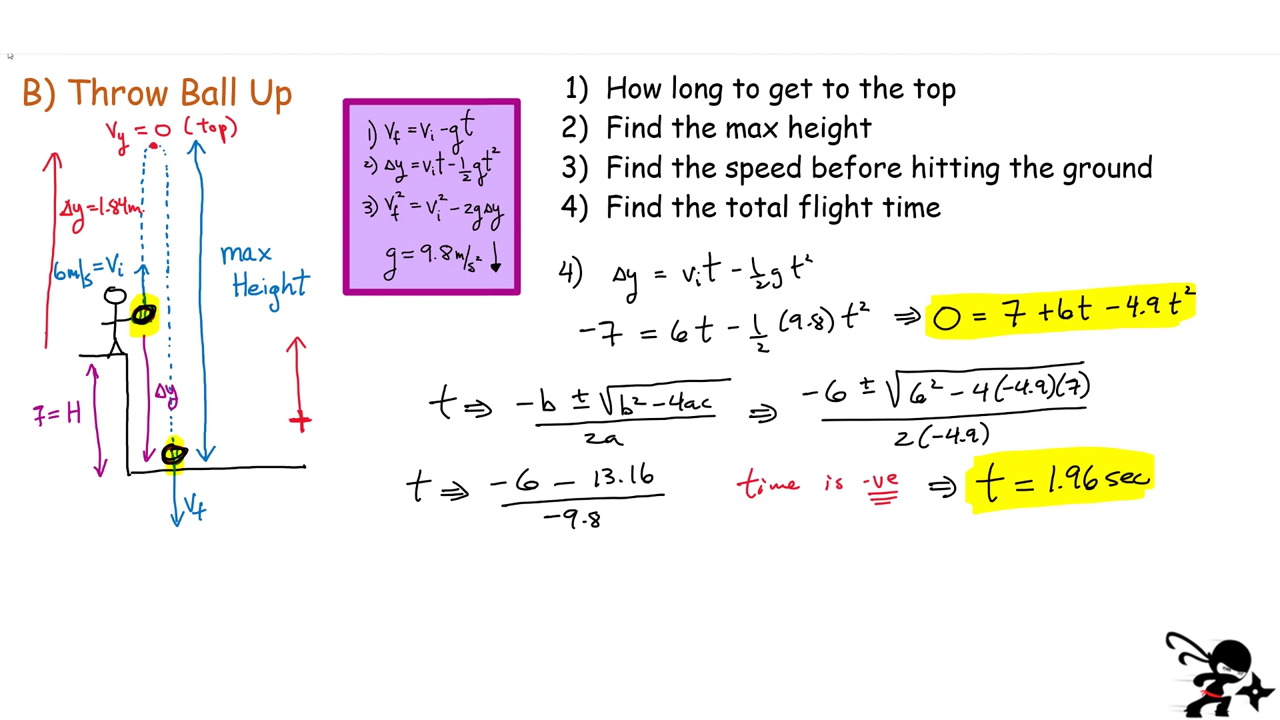 B) Throw Ball Up
Vy = 0 (top)
Δy = 1.84m
6m/s = Vi
max
Height
7 = H
Δy
+
Vf
1) Vf = Vi - gt
2) Δy = Vit - 1/2 gt²
3) Vf² = Vi² - 2gΔy
g = 9.8 m/s² ↓
1) How long to get to the top
2) Find the max height
3) Find the speed before hitting the ground
4) Find the total flight time
4) Δy = Vit - 1/2 gt²
-7 = 6t - 1/2 (9.8) t² ⇒ 0 = 7 + 6t - 4.9t²
t ⇒ -b ± √b² - 4ac / 2a ⇒ -6 ± √6² - 4(-4.9)(7) / 2(-4.9)
t ⇒ -6 - 13.16 / -9.8 time is -ve ⇒ t = 1.96 sec